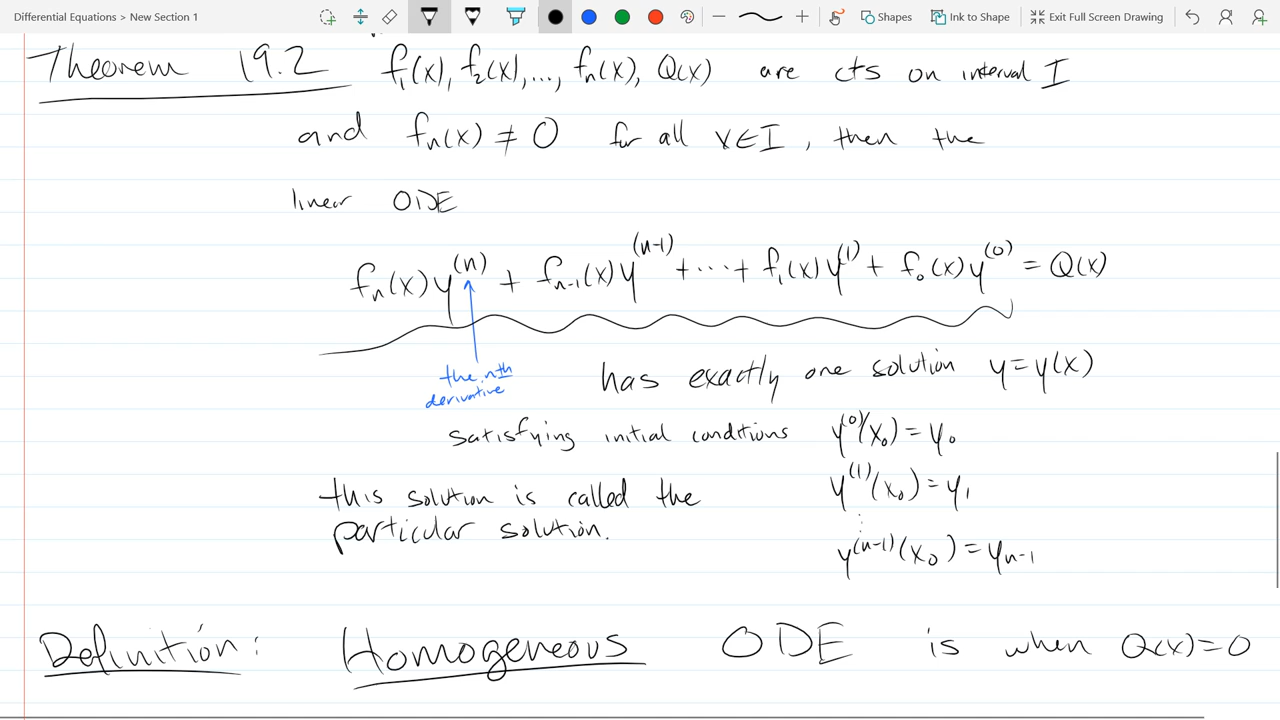 Differential Equations > New Section 1
Shapes
Ink to Shape
Exit Full Screen Drawing
Theorem 19.2 f₁(x), f₂(x), ..., fₙ(x), Q(x) are cts on interval I
and fₙ(x) ≠ 0 for all x∈I, then the
linear ODE
fₙ(x)y⁽ⁿ⁾ + fₙ₋₁(x)y⁽ⁿ⁻¹⁾ + ... + f₁(x)y⁽¹⁾ + f₀(x)y⁽⁰⁾ = Q(x)
the nth
derivative
has exactly one solution y=y(x)
satisfying initial conditions y⁽⁰⁾(x₀) = y₀
y⁽¹⁾(x₀) = y₁
⋮
y⁽ⁿ⁻¹⁾(x₀) = yₙ₋₁
this solution is called the
particular solution.
Definition: Homogeneous ODE is when Q(x)=0